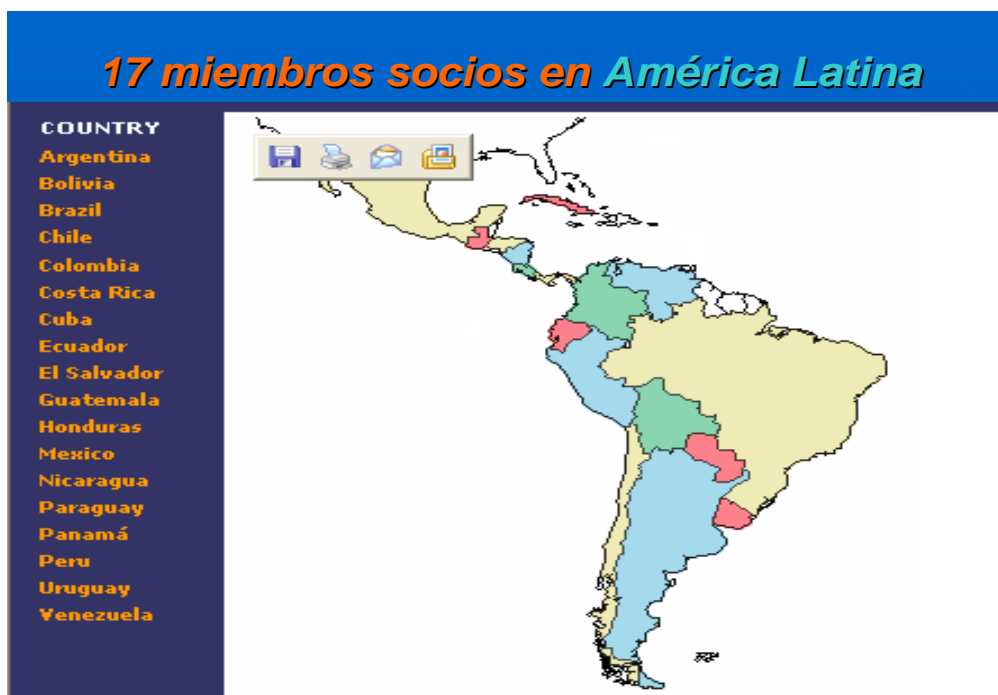 17 miembros socios en América Latina
COUNTRY
Argentina
Bolivia
Brazil
Chile
Colombia
Costa Rica
Cuba
Ecuador
El Salvador
Guatemala
Honduras
Mexico
Nicaragua
Paraguay
Panamá
Peru
Uruguay
Venezuela